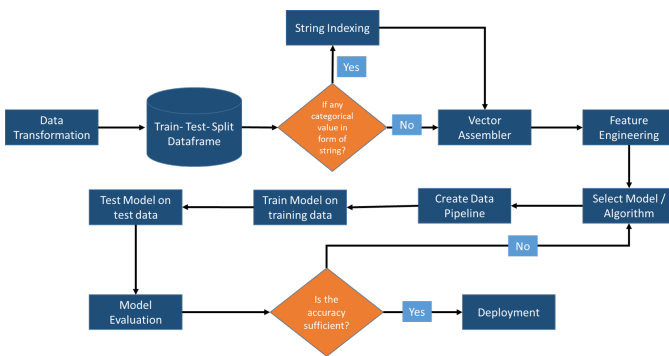 String Indexing
Yes
Data
Transformation
Train- Test- Split
Dataframe
If any
categorical
value in
form of
string?
No
Vector
Assembler
Feature
Engineering
Test Model on
test data
Train Model on
training data
Create Data
Pipeline
Select Model /
Algorithm
No
Model
Evaluation
Is the
accuracy
sufficient?
Yes
Deployment